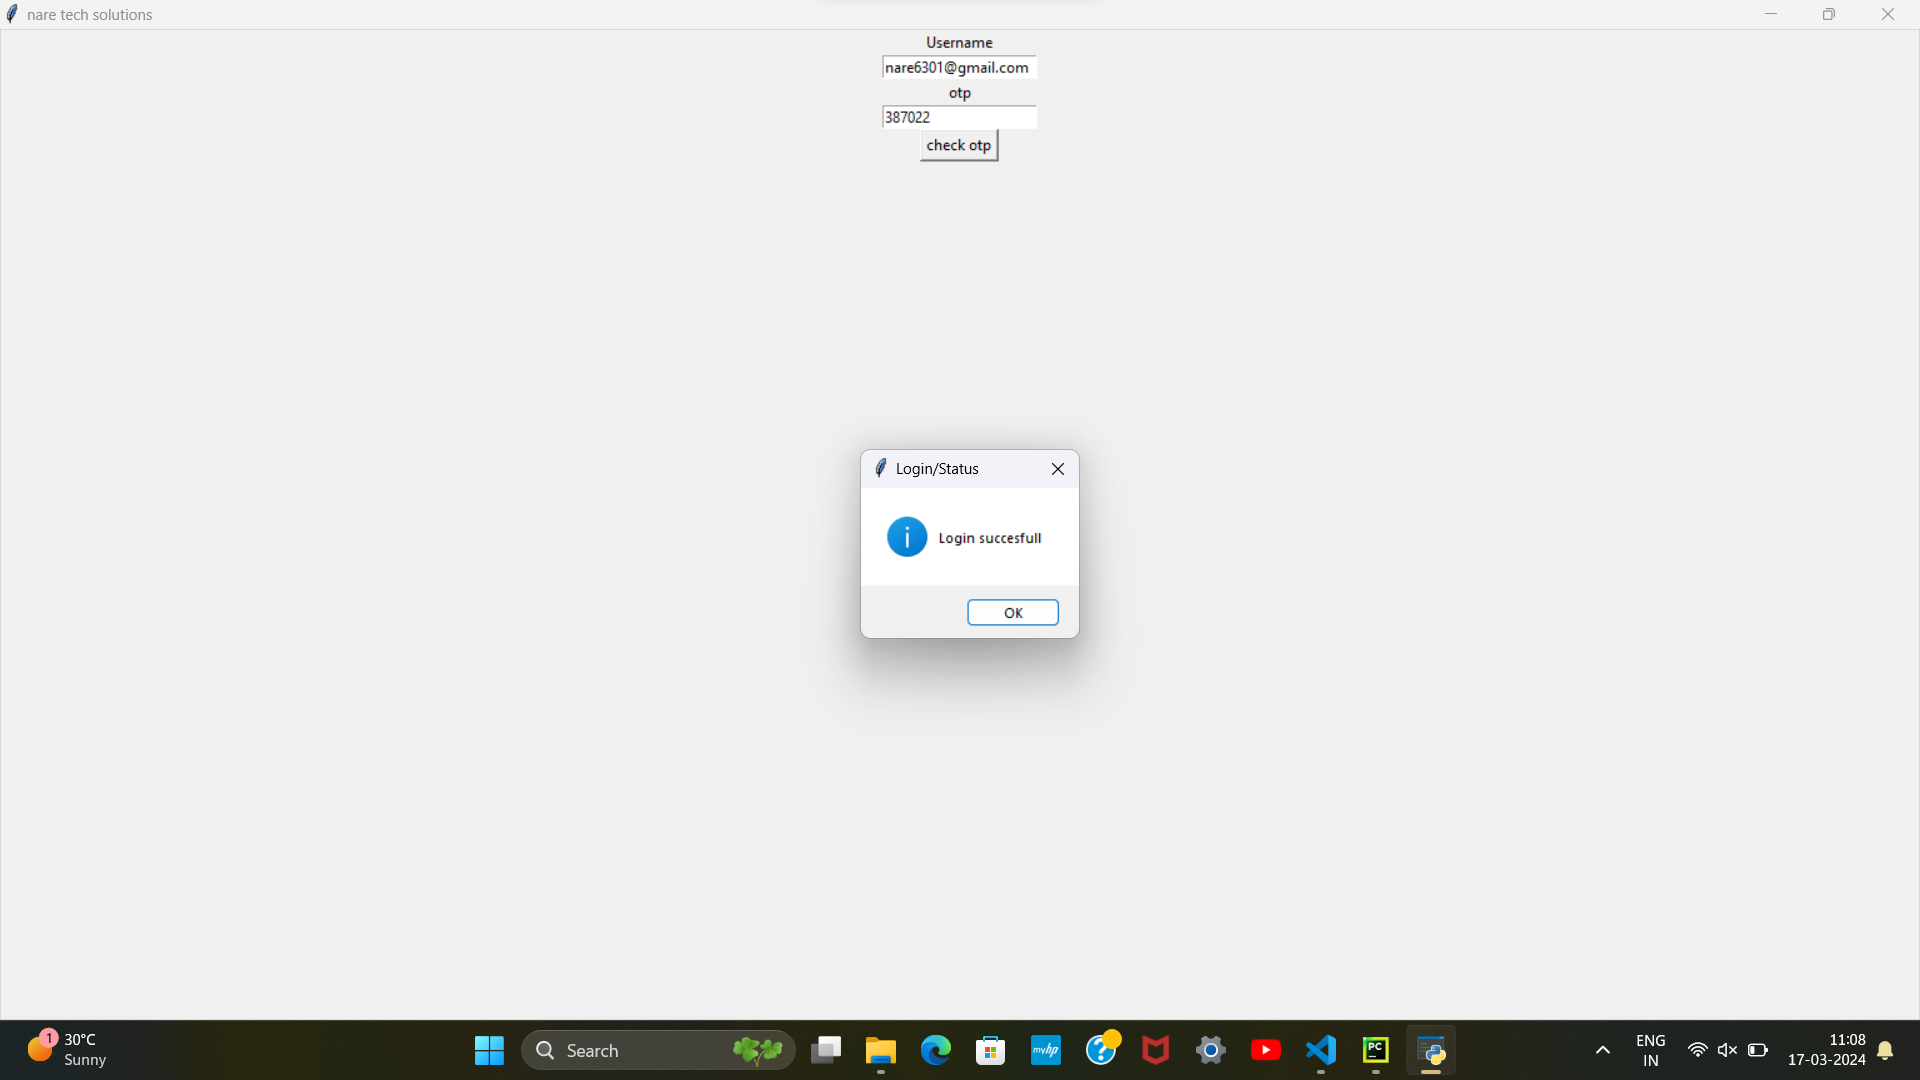 nare tech solutions
Username
nare6301@gmail.com
otp
387022
check otp
Login/Status
i
Login succesfull
OK
1
30°C
Sunny
Search
myhp
?
PC
ENG
IN
11:08
17-03-2024